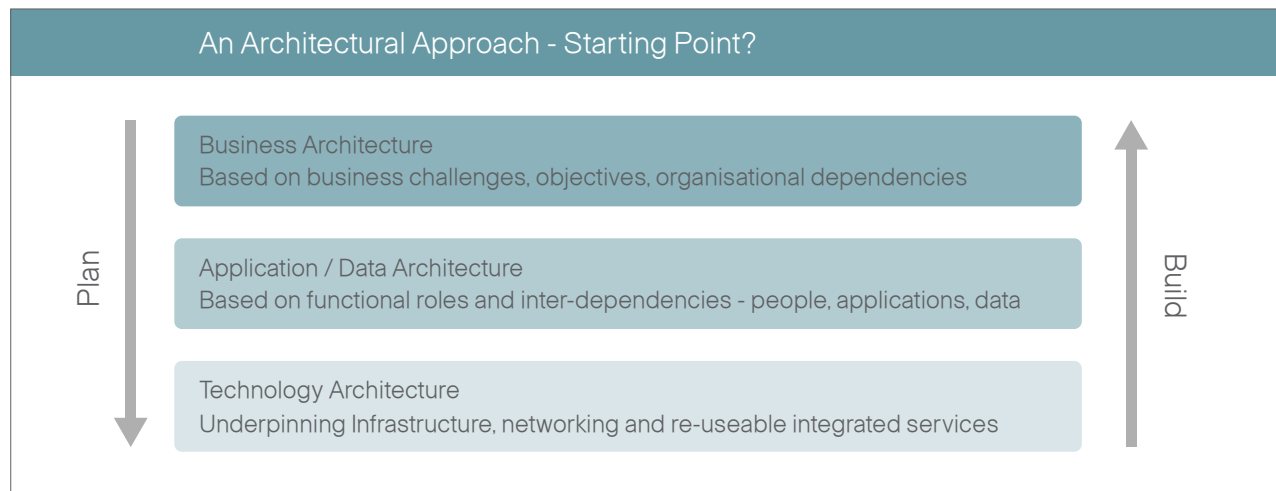 An Architectural Approach - Starting Point?
Plan
Business Architecture
Based on business challenges, objectives, organisational dependencies
Application / Data Architecture
Based on functional roles and inter-dependencies - people, applications, data
Technology Architecture
Underpinning Infrastructure, networking and re-useable integrated services
Build